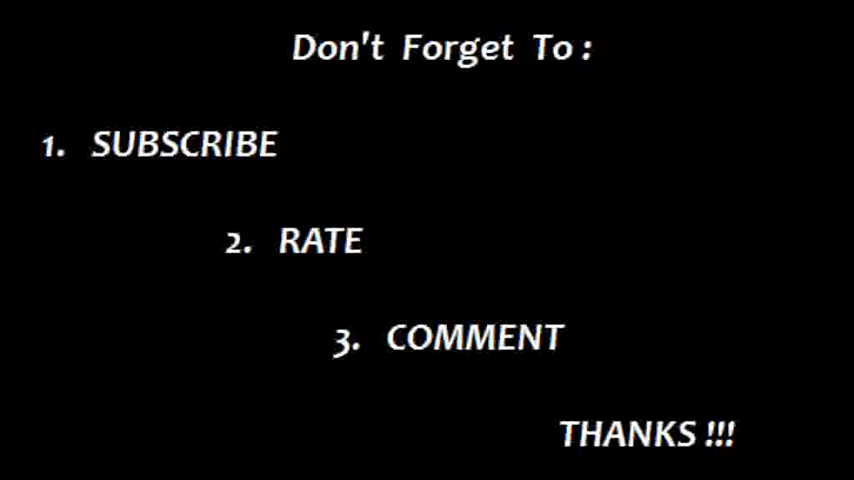 Don't Forget To :
1. SUBSCRIBE
2. RATE
3. COMMENT
THANKS !!!